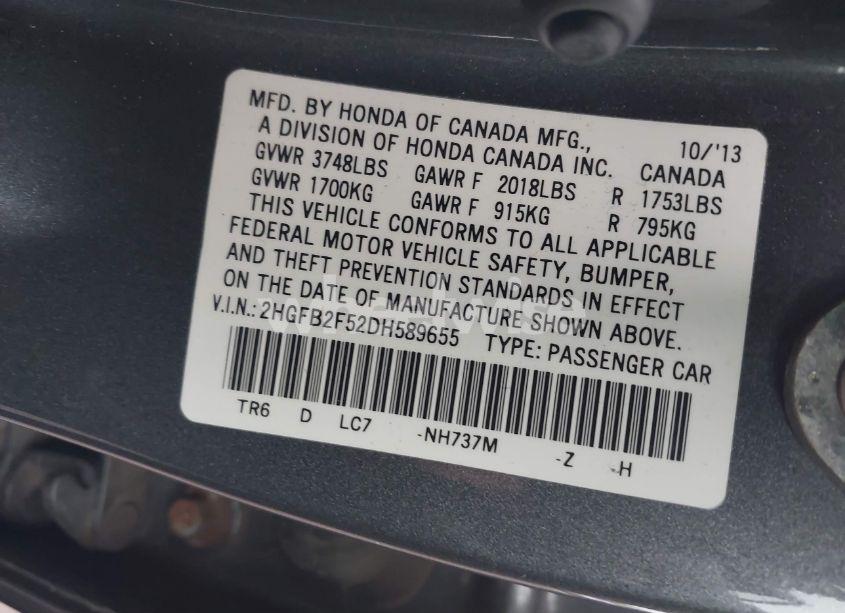 MFD. BY HONDA OF CANADA MFG., 10/'13
A DIVISION OF HONDA CANADA INC. CANADA
GVWR 3748LBS GAWR F 2018LBS R 1753LBS
GVWR 1700KG GAWR F 915KG R 795KG
THIS VEHICLE CONFORMS TO ALL APPLICABLE
FEDERAL MOTOR VEHICLE SAFETY, BUMPER,
AND THEFT PREVENTION STANDARDS IN EFFECT
ON THE DATE OF MANUFACTURE SHOWN ABOVE.
wheelwise
V.I.N.: 2HGFB2F52DH589655 TYPE: PASSENGER CAR
TR6 D LC7 -NH737M -Z -H